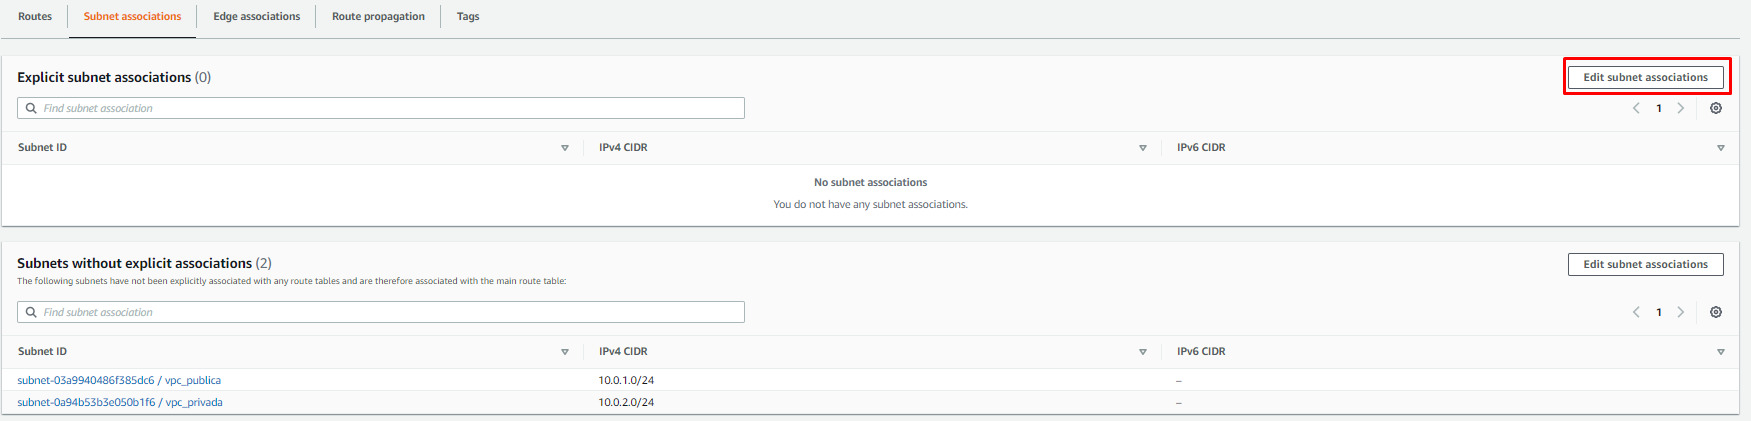 Routes
Subnet associations
Edge associations
Route propagation
Tags
Explicit subnet associations (0)
Edit subnet associations
Find subnet association
1
Subnet ID
IPv4 CIDR
IPv6 CIDR
No subnet associations
You do not have any subnet associations.
Subnets without explicit associations (2)
Edit subnet associations
The following subnets have not been explicitly associated with any route tables and are therefore associated with the main route table:
Find subnet association
1
Subnet ID
IPv4 CIDR
IPv6 CIDR
subnet-03a9940486f385dc6 / vpc_publica
10.0.1.0/24
–
subnet-0a94b53b3e050b1f6 / vpc_privada
10.0.2.0/24
–